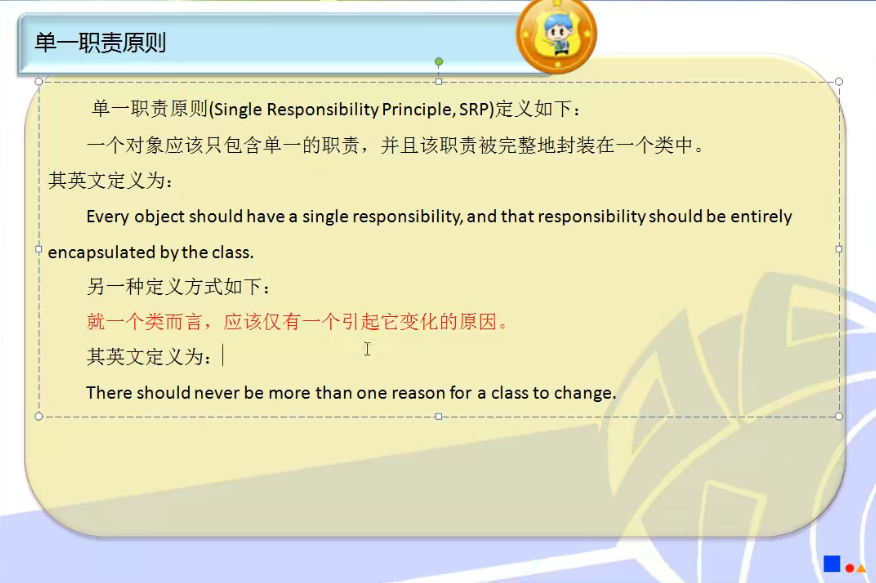 单一职责原则
单一职责原则(Single Responsibility Principle, SRP)定义如下：
一个对象应该只包含单一的职责，并且该职责被完整地封装在一个类中。
其英文定义为：
Every object should have a single responsibility, and that responsibility should be entirely
encapsulated by the class.
另一种定义方式如下：
就一个类而言，应该仅有一个引起它变化的原因。
其英文定义为：
There should never be more than one reason for a class to change.